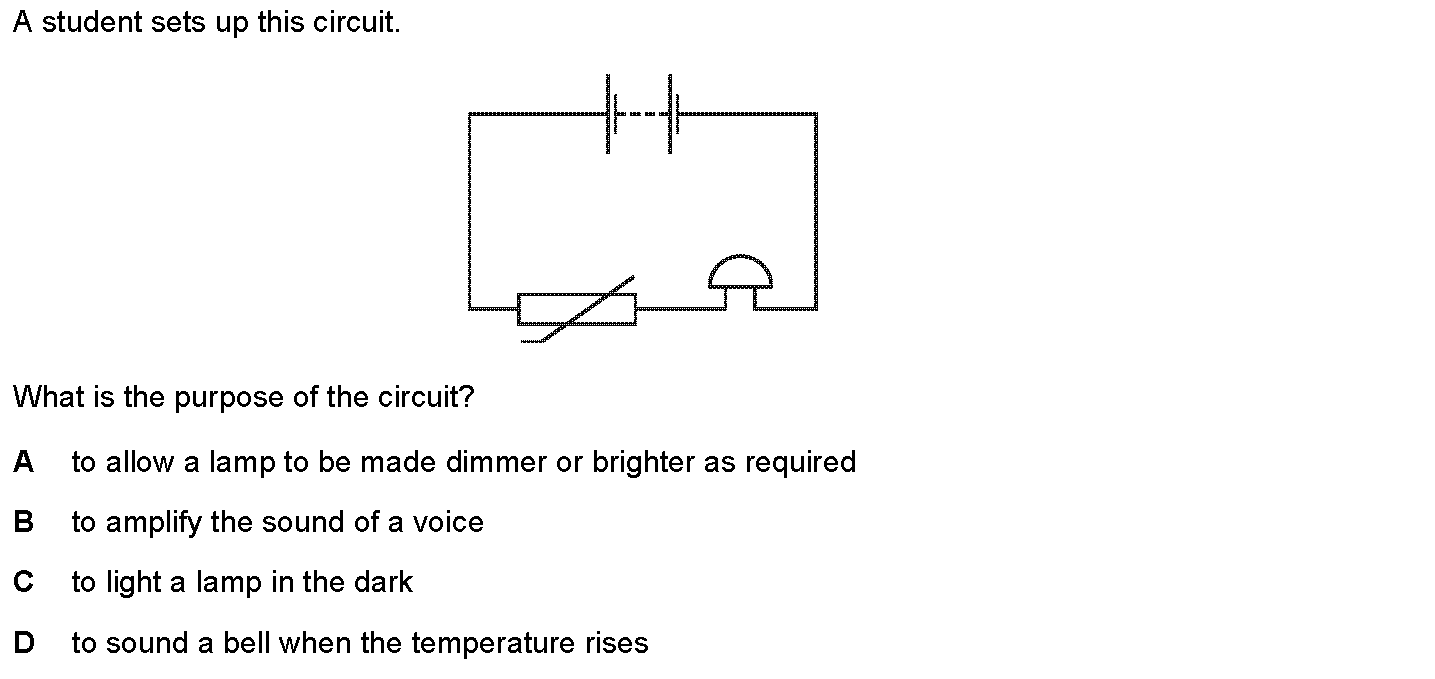 A student sets up this circuit.
What is the purpose of the circuit?
A to allow a lamp to be made dimmer or brighter as required
B to amplify the sound of a voice
C to light a lamp in the dark
D to sound a bell when the temperature rises